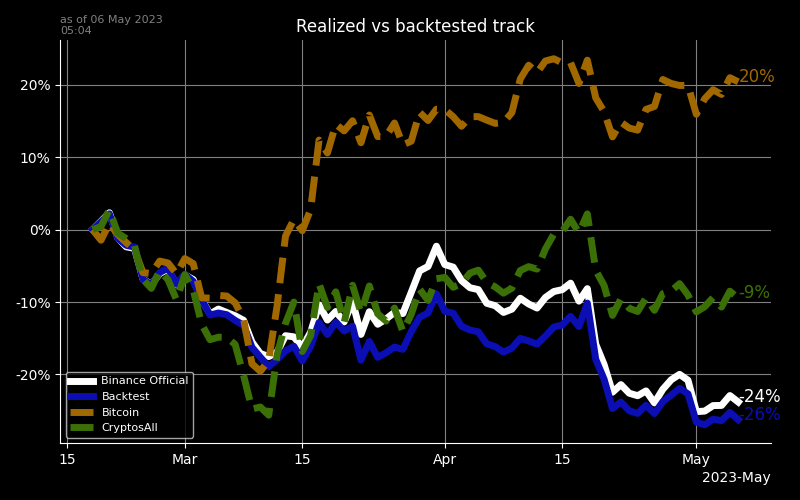 as of 06 May 2023
05:04
Realized vs backtested track
20%
10%
0%
-10%
-20%
20%
-9%
-24%
-26%
Binance Official
Backtest
Bitcoin
CryptosAll
15
Mar
15
Apr
15
May
2023-May